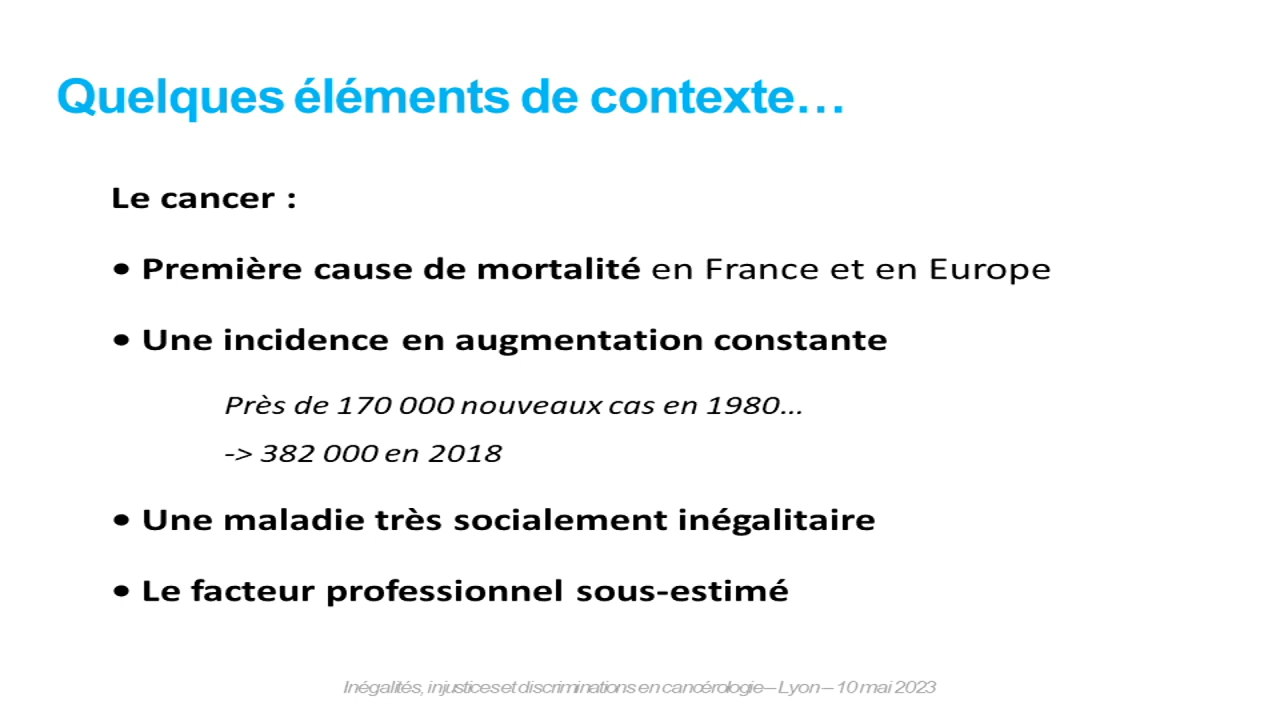 Quelques éléments de contexte…
Le cancer :
• Première cause de mortalité en France et en Europe
• Une incidence en augmentation constante
Près de 170 000 nouveaux cas en 1980…
-> 382 000 en 2018
• Une maladie très socialement inégalitaire
• Le facteur professionnel sous-estimé
Inégalités, injustices et discriminations en cancérologie – Lyon – 10 mai 2023